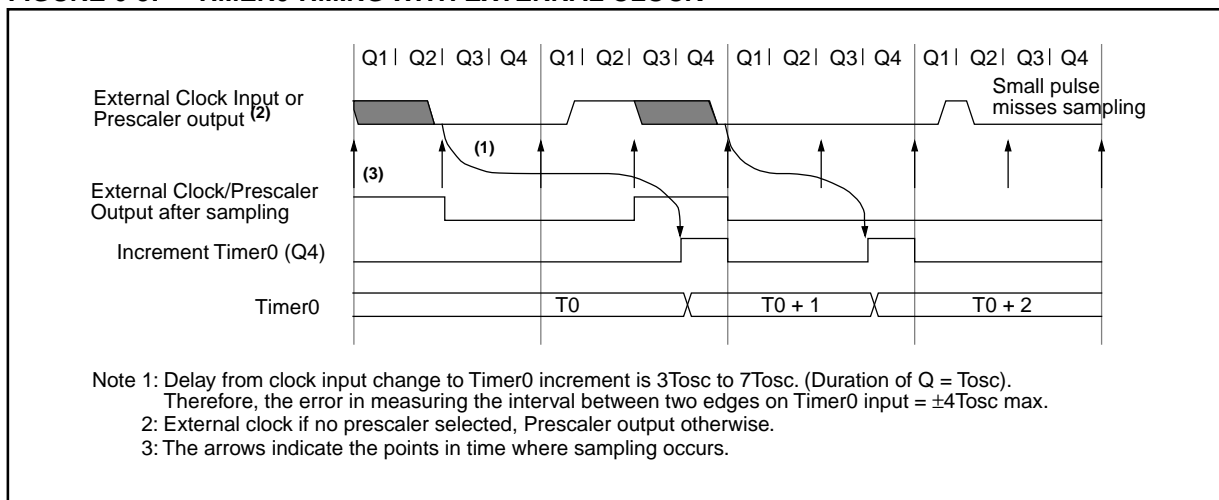 Q1 | Q2 | Q3 | Q4 Q1 | Q2 | Q3 | Q4 Q1 | Q2 | Q3 | Q4 Q1 | Q2 | Q3 | Q4
Small pulse
misses sampling
External Clock Input or
Prescaler output (2)
(1)
(3)
External Clock/Prescaler
Output after sampling
Increment Timer0 (Q4)
Timer0 T0 T0 + 1 T0 + 2
Note 1: Delay from clock input change to Timer0 increment is 3Tosc to 7Tosc. (Duration of Q = Tosc).
Therefore, the error in measuring the interval between two edges on Timer0 input = ±4Tosc max.
2: External clock if no prescaler selected, Prescaler output otherwise.
3: The arrows indicate the points in time where sampling occurs.